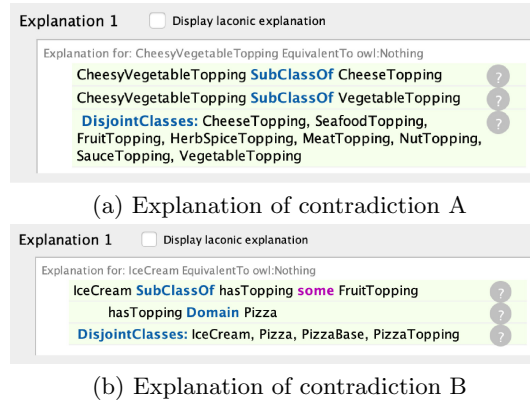 Explanation 1 Display laconic explanation
Explanation for: CheesyVegetableTopping EquivalentTo owl:Nothing
CheesyVegetableTopping SubClassOf CheeseTopping ?
CheesyVegetableTopping SubClassOf VegetableTopping ?
DisjointClasses: CheeseTopping, SeafoodTopping, ?
FruitTopping, HerbSpiceTopping, MeatTopping, NutTopping,
SauceTopping, VegetableTopping
(a) Explanation of contradiction A
Explanation 1 Display laconic explanation
Explanation for: IceCream EquivalentTo owl:Nothing
IceCream SubClassOf hasTopping some FruitTopping ?
hasTopping Domain Pizza ?
DisjointClasses: IceCream, Pizza, PizzaBase, PizzaTopping ?
(b) Explanation of contradiction B